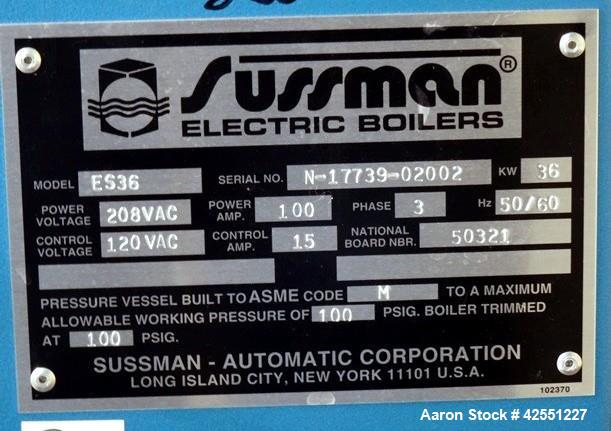 Sussman®
ELECTRIC BOILERS
MODEL ES36 SERIAL NO. N-17739-02002 KW 36
POWER VOLTAGE 208VAC POWER AMP. 100 PHASE 3 Hz 50/60
CONTROL VOLTAGE 120VAC CONTROL AMP. 15 NATIONAL BOARD NBR. 50321
PRESSURE VESSEL BUILT TO ASME CODE M TO A MAXIMUM
ALLOWABLE WORKING PRESSURE OF 100 PSIG. BOILER TRIMMED
AT 100 PSIG.
SUSSMAN - AUTOMATIC CORPORATION
LONG ISLAND CITY, NEW YORK 11101 U.S.A.
102370
Aaron Stock # 42551227